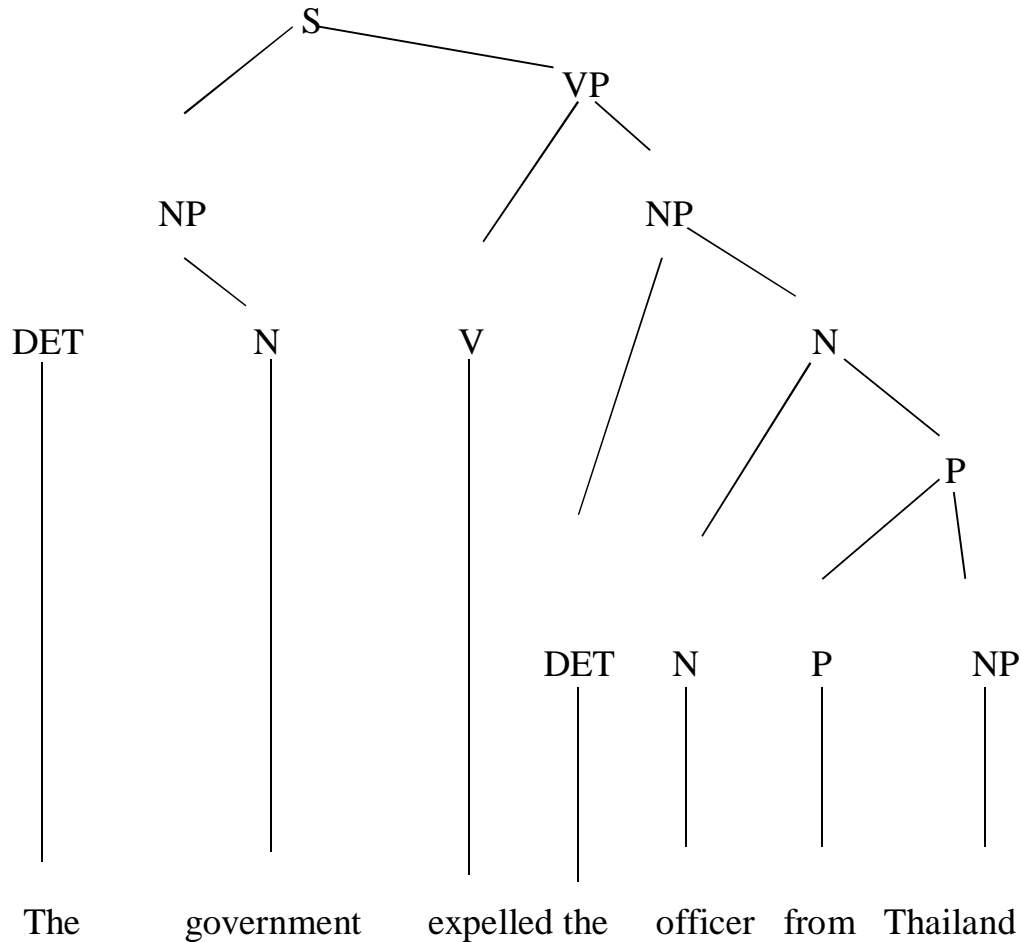 S
VP
NP NP
DET N V N
P
DET N P NP
The government expelled the officer from Thailand